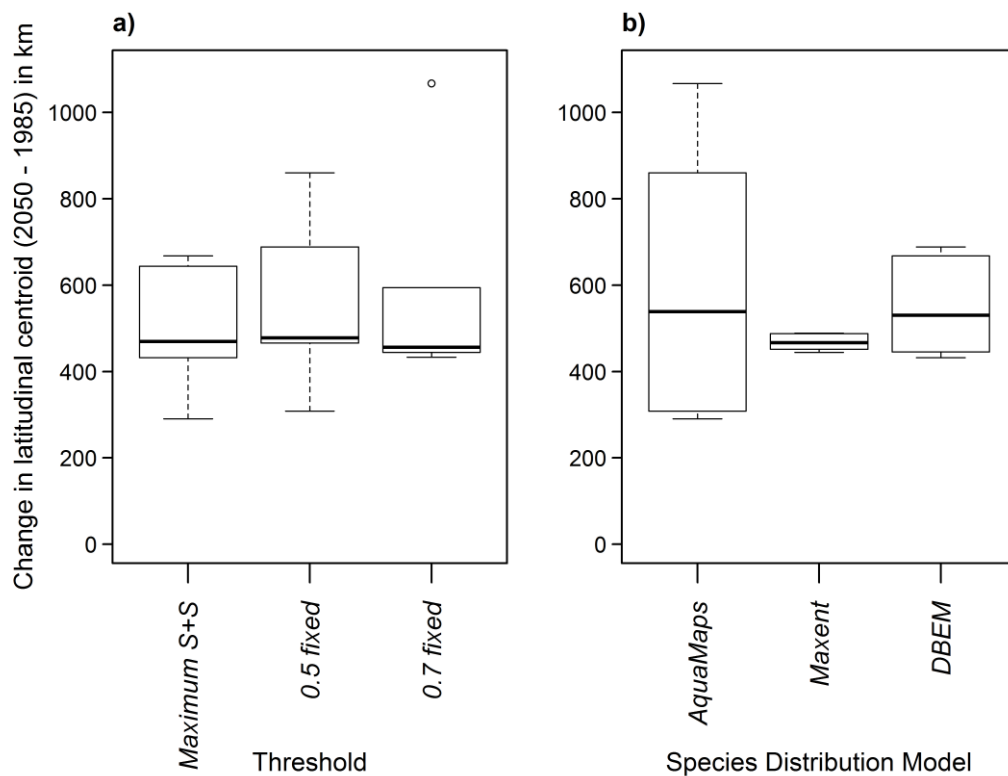 a)
Change in latitudinal centroid (2050 - 1985) in km
1000
800
600
400
200
0
Maximum S+S
0.5 fixed
0.7 fixed
Threshold
b)
1000
800
600
400
200
0
AquaMaps
Maxent
DBEM
Species Distribution Model